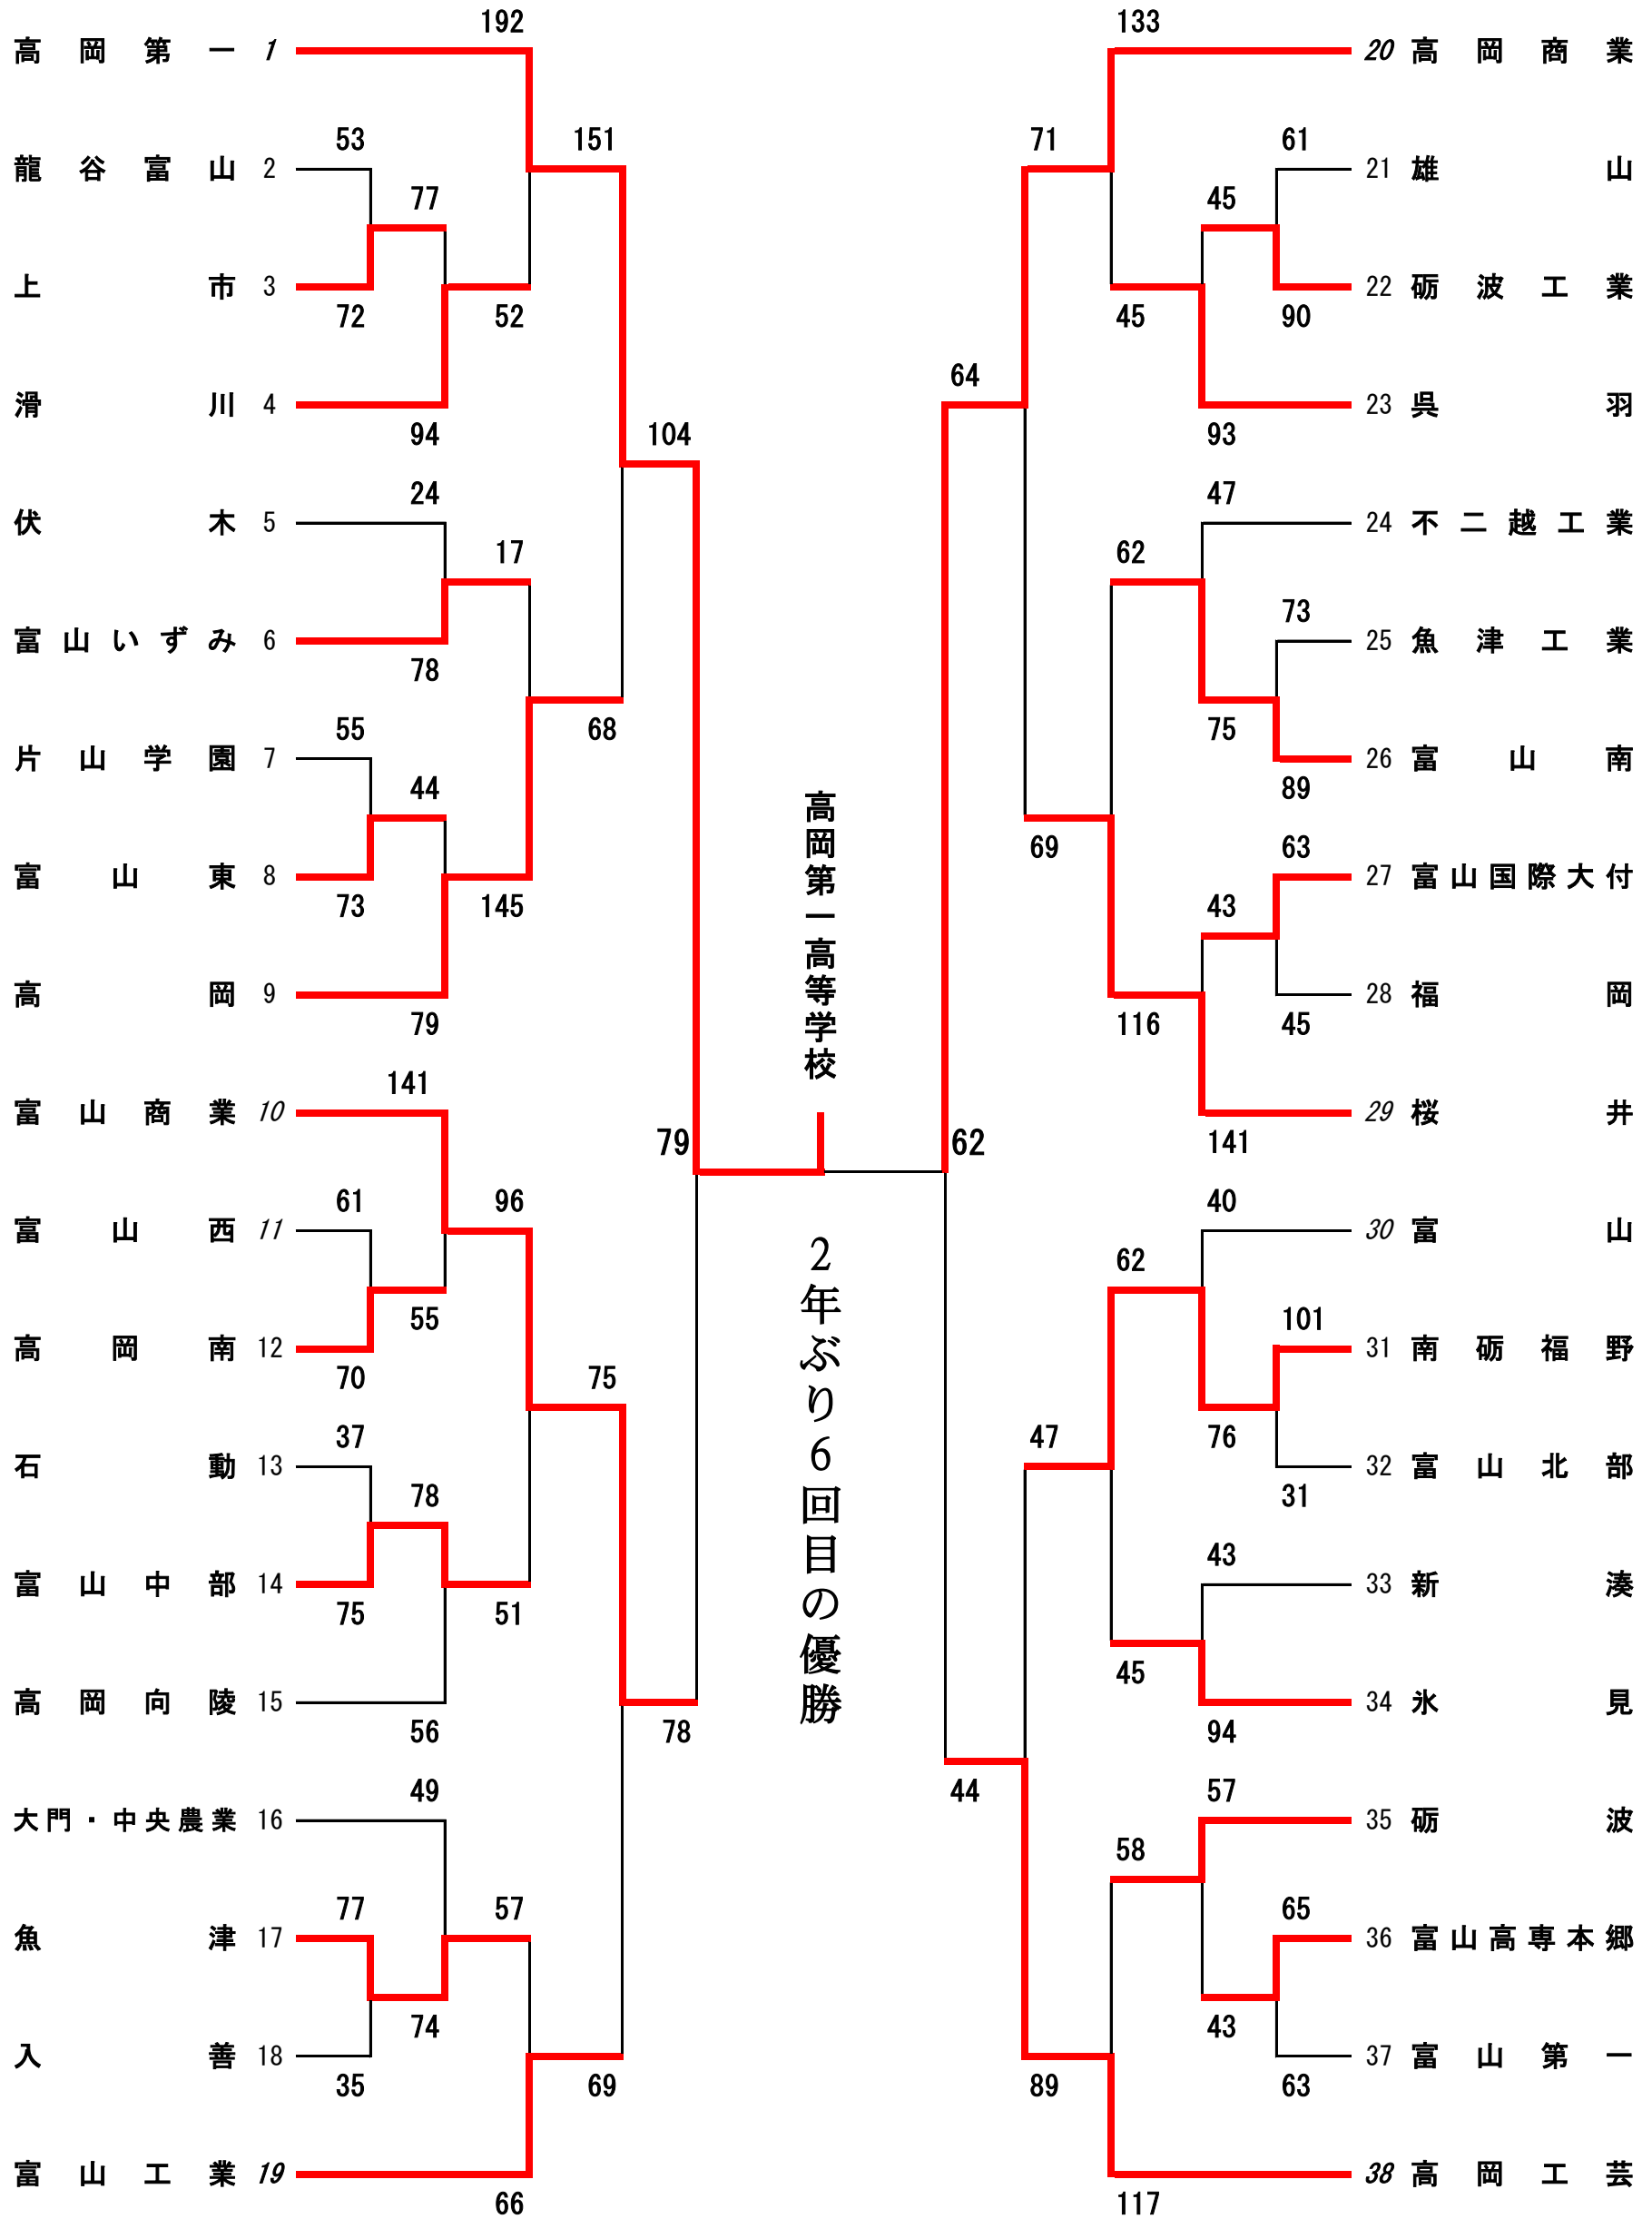 192
高岡第一 1
53
龍谷富山 2
77
151
上市 3
72
52
滑川 4
94
104
24
伏木 5
17
富山いずみ 6
78
68
55
片山学園 7
44
富山東 8
73
145
高岡 9
79
141
富山商業 10
79
61
96
富山西 11
55
高岡南 12
70
75
37
石動 13
78
富山中部 14
75
51
高岡向陵 15
56
78
49
大門・中央農業 16
77
57
魚津 17
74
入善 18
35
69
富山工業 19
66
高岡第一高等学校
2年ぶり6回目の優勝
133
20 高岡商業
71
61
21 雄山
45
22 砺波工業
45
90
64
23 呉羽
93
47
24 不二越工業
62
73
25 魚津工業
75
26 富山南
89
69
63
27 富山国際大付
43
28 福岡
116
45
29 桜井
62
141
40
30 富山
62
101
31 南砺福野
47
76
32 富山北部
31
43
33 新湊
45
34 氷見
94
44
57
35 砺波
58
65
36 富山高専本郷
43
37 富山第一
89
63
38 高岡工芸
117